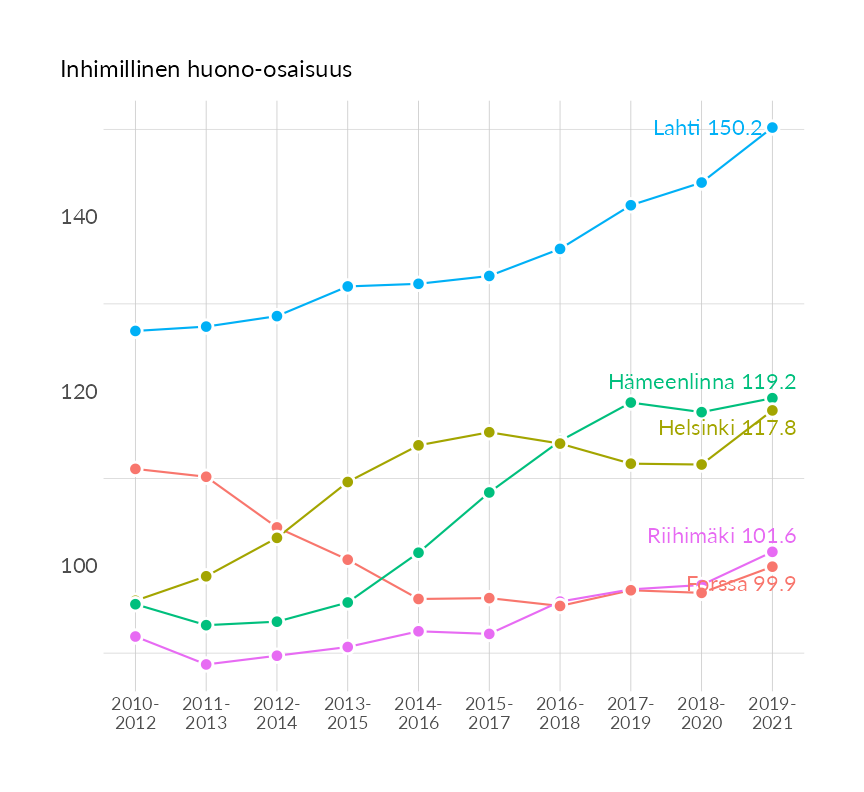 Inhimillinen huono-osaisuus
Lahti 150.2
140
Hämeenlinna 119.2
120
Helsinki 117.8
Riihimäki 101.6
100
Forssa 99.9
2010- 2011- 2012- 2013- 2014- 2015- 2016- 2017- 2018- 2019-
2012 2013 2014 2015 2016 2017 2018 2019 2020 2021